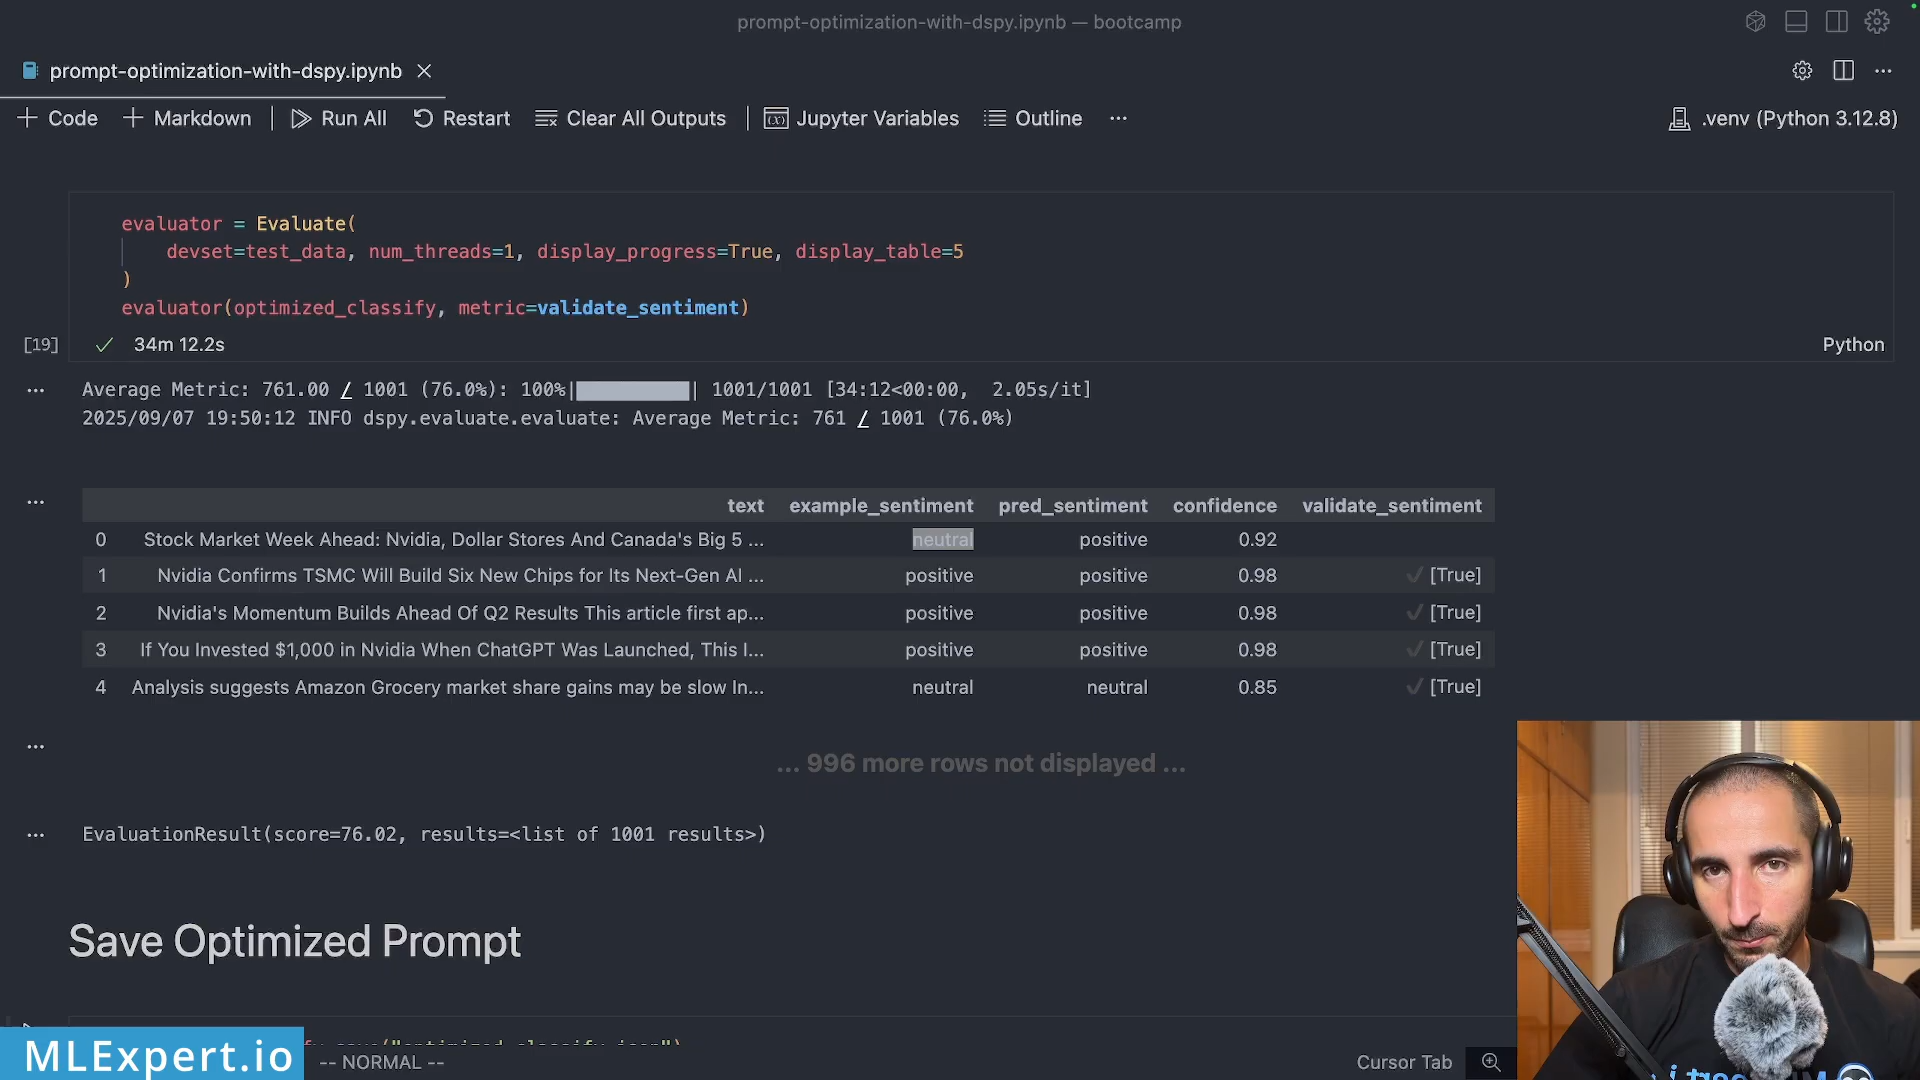 prompt-optimization-with-dspy.ipynb — bootcamp
prompt-optimization-with-dspy.ipynb
Code Markdown Run All Restart Clear All Outputs Jupyter Variables Outline ... .venv (Python 3.12.8)
evaluator = Evaluate(
devset=test_data, num_threads=1, display_progress=True, display_table=5
)
evaluator(optimized_classify, metric=validate_sentiment)
[19] ✓ 34m 12.2s Python
Average Metric: 761.00 / 1001 (76.0%): 100%|██████████| 1001/1001 [34:12<00:00, 2.05s/it]
2025/09/07 19:50:12 INFO dspy.evaluate.evaluate: Average Metric: 761 / 1001 (76.0%)
text example_sentiment pred_sentiment confidence validate_sentiment
0 Stock Market Week Ahead: Nvidia, Dollar Stores And Canada's Big 5 ... neutral positive 0.92
1 Nvidia Confirms TSMC Will Build Six New Chips for Its Next-Gen AI ... positive positive 0.98 ✓ [True]
2 Nvidia's Momentum Builds Ahead Of Q2 Results This article first ap... positive positive 0.98 ✓ [True]
3 If You Invested $1,000 in Nvidia When ChatGPT Was Launched, This I... positive positive 0.98 ✓ [True]
4 Analysis suggests Amazon Grocery market share gains may be slow In... neutral neutral 0.85 ✓ [True]
... 996 more rows not displayed ...
EvaluationResult(score=76.02, results=<list of 1001 results>)
Save Optimized Prompt
MLExpert.io
-- NORMAL -- Cursor Tab